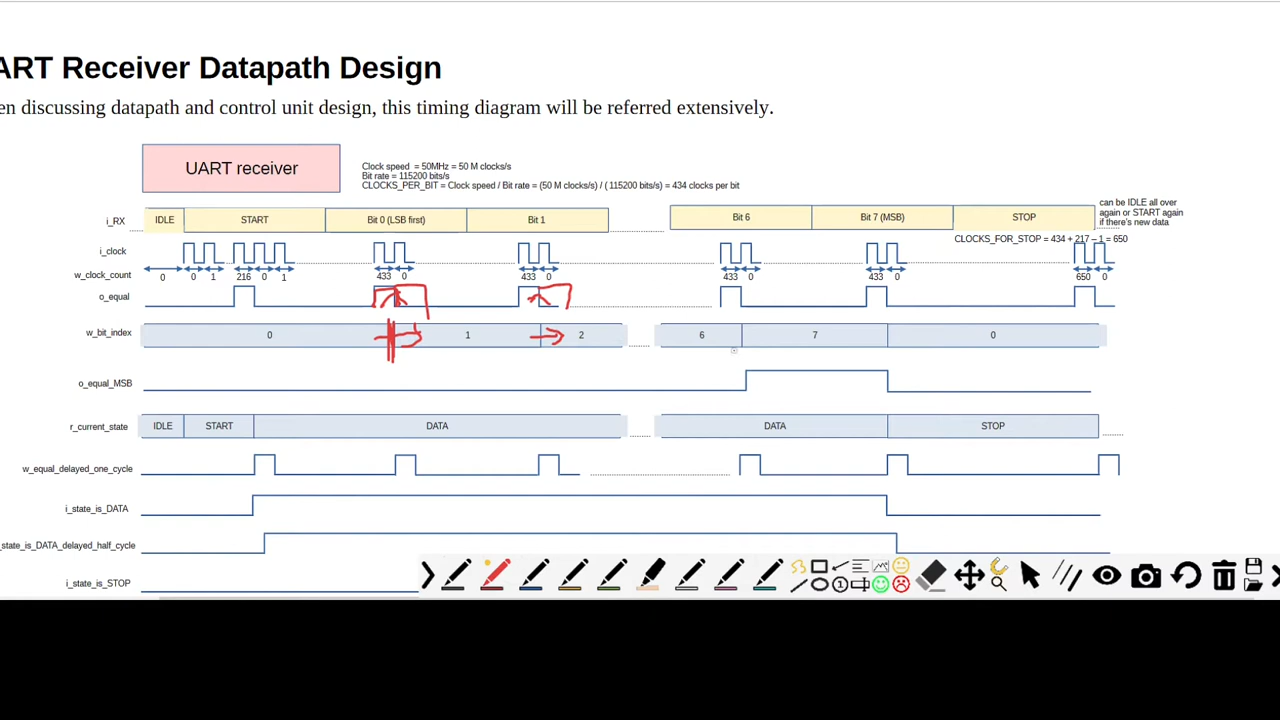 ART Receiver Datapath Design
en discussing datapath and control unit design, this timing diagram will be referred extensively.
UART receiver
Clock speed = 50MHz = 50 M clocks/s
Bit rate = 115200 bits/s
CLOCKS_PER_BIT = Clock speed / Bit rate = (50 M clocks/s) / ( 115200 bits/s) = 434 clocks per bit
can be IDLE all over
again or START again
if there's new data
i_RX IDLE START Bit 0 (LSB first) Bit 1 Bit 6 Bit 7 (MSB) STOP
CLOCKS_FOR_STOP = 434 + 217 – 1 = 650
i_clock
w_clock_count 0 0 1 216 0 1 433 0 433 0 433 0 433 0 650 0
o_equal
w_bit_index 0 1 2 6 7 0
o_equal_MSB
r_current_state IDLE START DATA DATA STOP
w_equal_delayed_one_cycle
i_state_is_DATA
state_is_DATA_delayed_half_cycle
i_state_is_STOP